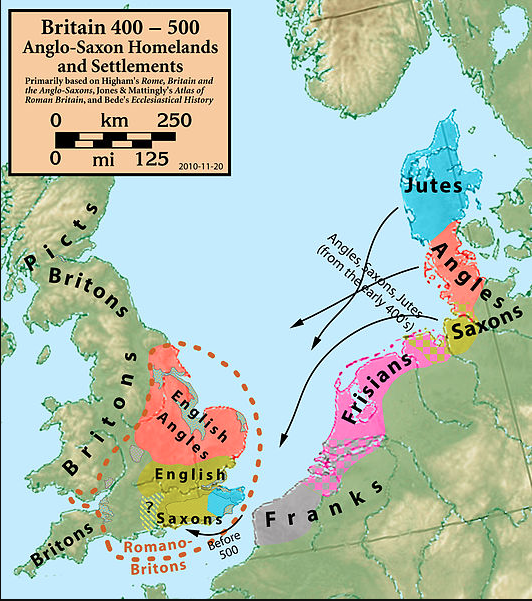 Britain 400 – 500
Anglo-Saxon Homelands
and Settlements
Primarily based on Higham's Rome, Britain and
the Anglo-Saxons, Jones & Mattingly's Atlas of
Roman Britain, and Bede's Ecclesiastical History
0 km 250
0 mi 125
2010-11-20
Jutes
Picts
Angles, Saxons, Jutes
(from the early 400's)
Angles
Britons
Saxons
Frisians
Britons
English
Angles
English
?
Saxons
Franks
Britons
Romano-
Britons
Before
500